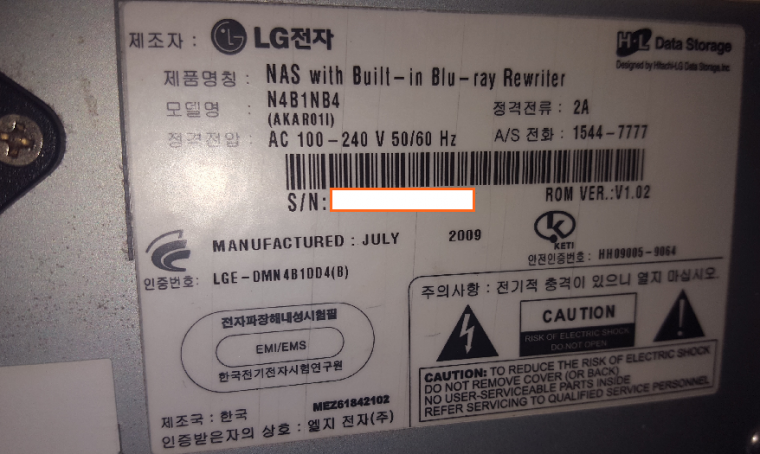 제조자 : LG전자
H·L Data Storage
Designed by Hitachi-LG Data Storage, Inc
제품명칭 : NAS with Built-in Blu-ray Rewriter
모델명 : N4B1NB4
(AKAR01I)
정격전류 : 2A
정격전압 : AC 100-240 V 50/60 Hz
A/S 전화 : 1544-7777
S/N:
ROM VER.:V1.02
MANUFACTURED : JULY 2009
KETI
인증번호: LGE-DMN4B1DD4(B)
안전인증번호: HH09005-9064
주의사항 : 전기적 충격이 있으니 열지 마십시오.
CAUTION
RISK OF ELECTRIC SHOCK
DO NOT OPEN
CAUTION: TO REDUCE THE RISK OF ELECTRIC SHOCK
DO NOT REMOVE COVER (OR BACK)
NO USER-SERVICEABLE PARTS INSIDE
REFER SERVICING TO QUALIFIED SERVICE PERSONNEL
전자파장해내성시험필
EMI/EMS
한국전기전자시험연구원
MEZ61842102
제조국 : 한국
인증받은자의 상호 : 엘지 전자(주)